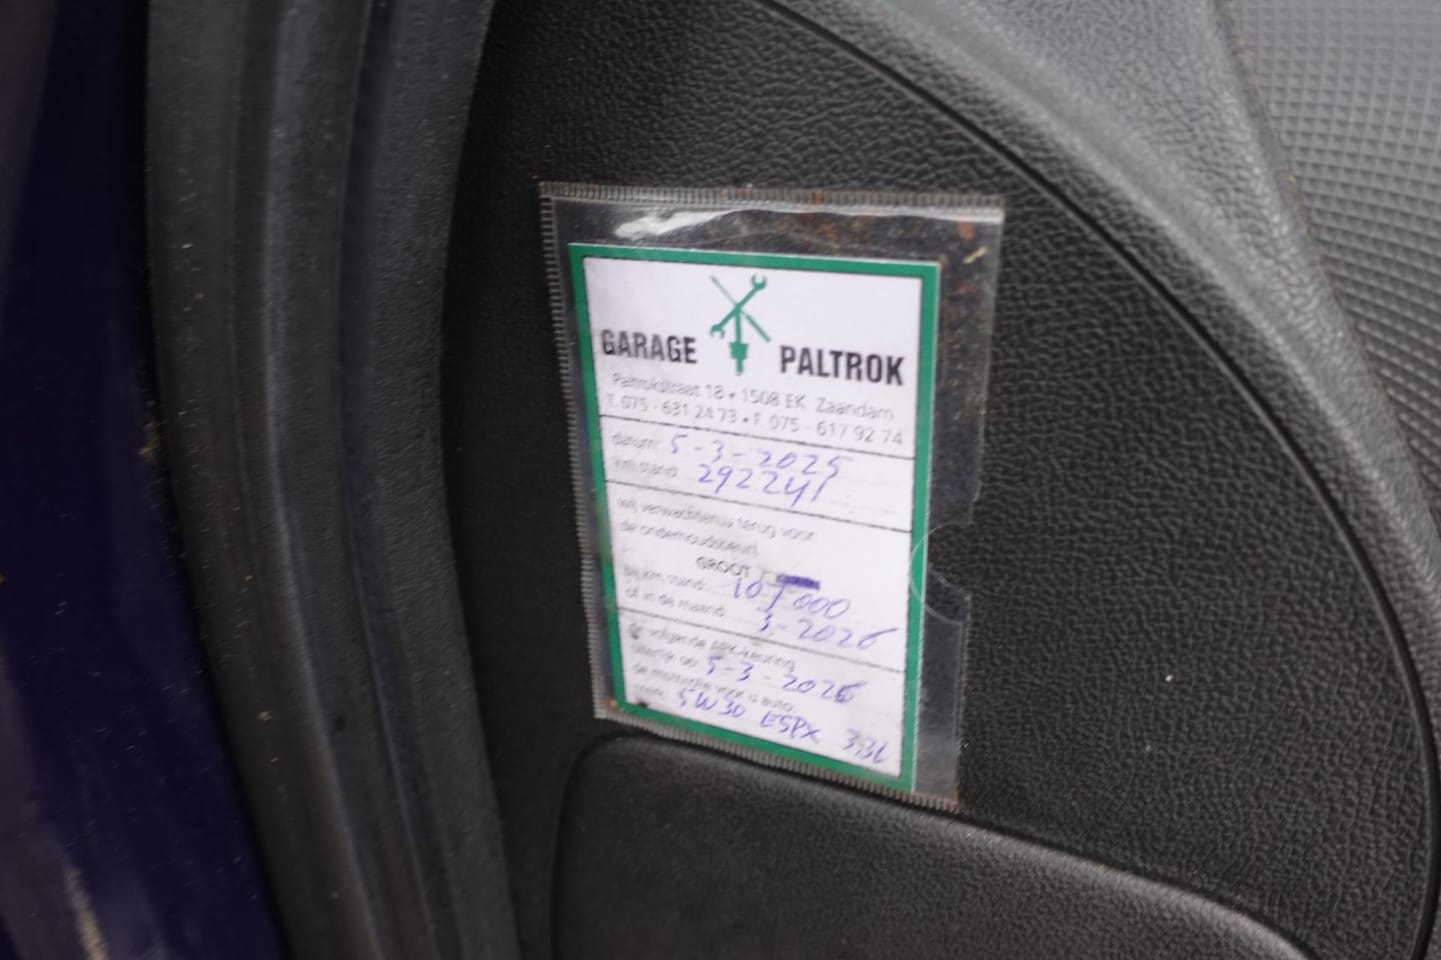 GARAGE PALTROK
Paltrokstraat 18 • 1508 EK Zaandam
T. 075 - 631 24 73 • F. 075 - 617 92 74
datum: 5-3-2025
km.stand: 292241
wij verwachten u terug voor
de onderhoudsbeurt
GROOT /
bij km stand: 107000
of in de maand: 3-2026
de volgende APK-keuring
uiterlijk op: 5-3-2026
de motorolie voor u auto:
5W30 ESPX 3,3L